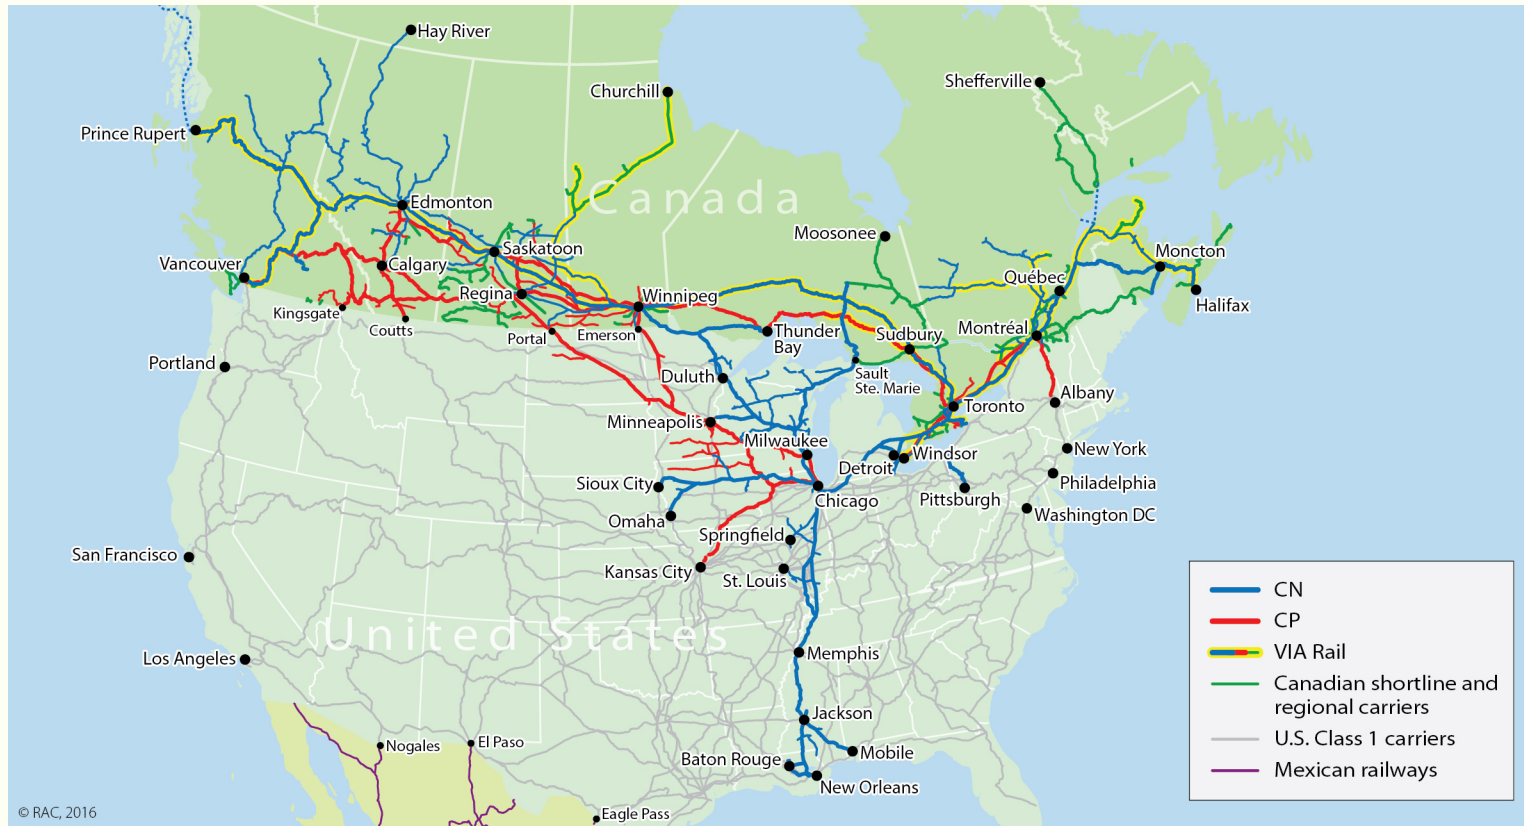 Hay River
Shefferville
Churchill
Prince Rupert
Canada
Edmonton
Moosonee
Saskatoon
Moncton
Vancouver
Calgary
Québec
Regina
Winnipeg
Halifax
Kingsgate
Coutts
Portal
Emerson
Thunder
Bay
Sudbury
Montréal
Portland
Duluth
Sault
Ste. Marie
Albany
Toronto
Minneapolis
Milwaukee
New York
Detroit
Windsor
Sioux City
Chicago
Pittsburgh
Philadelphia
Omaha
Washington DC
Springfield
San Francisco
Kansas City
St. Louis
United States
Memphis
Los Angeles
Jackson
Nogales
El Paso
Baton Rouge
Mobile
New Orleans
Eagle Pass
CN
CP
VIA Rail
Canadian shortline and
regional carriers
U.S. Class 1 carriers
Mexican railways
© RAC, 2016